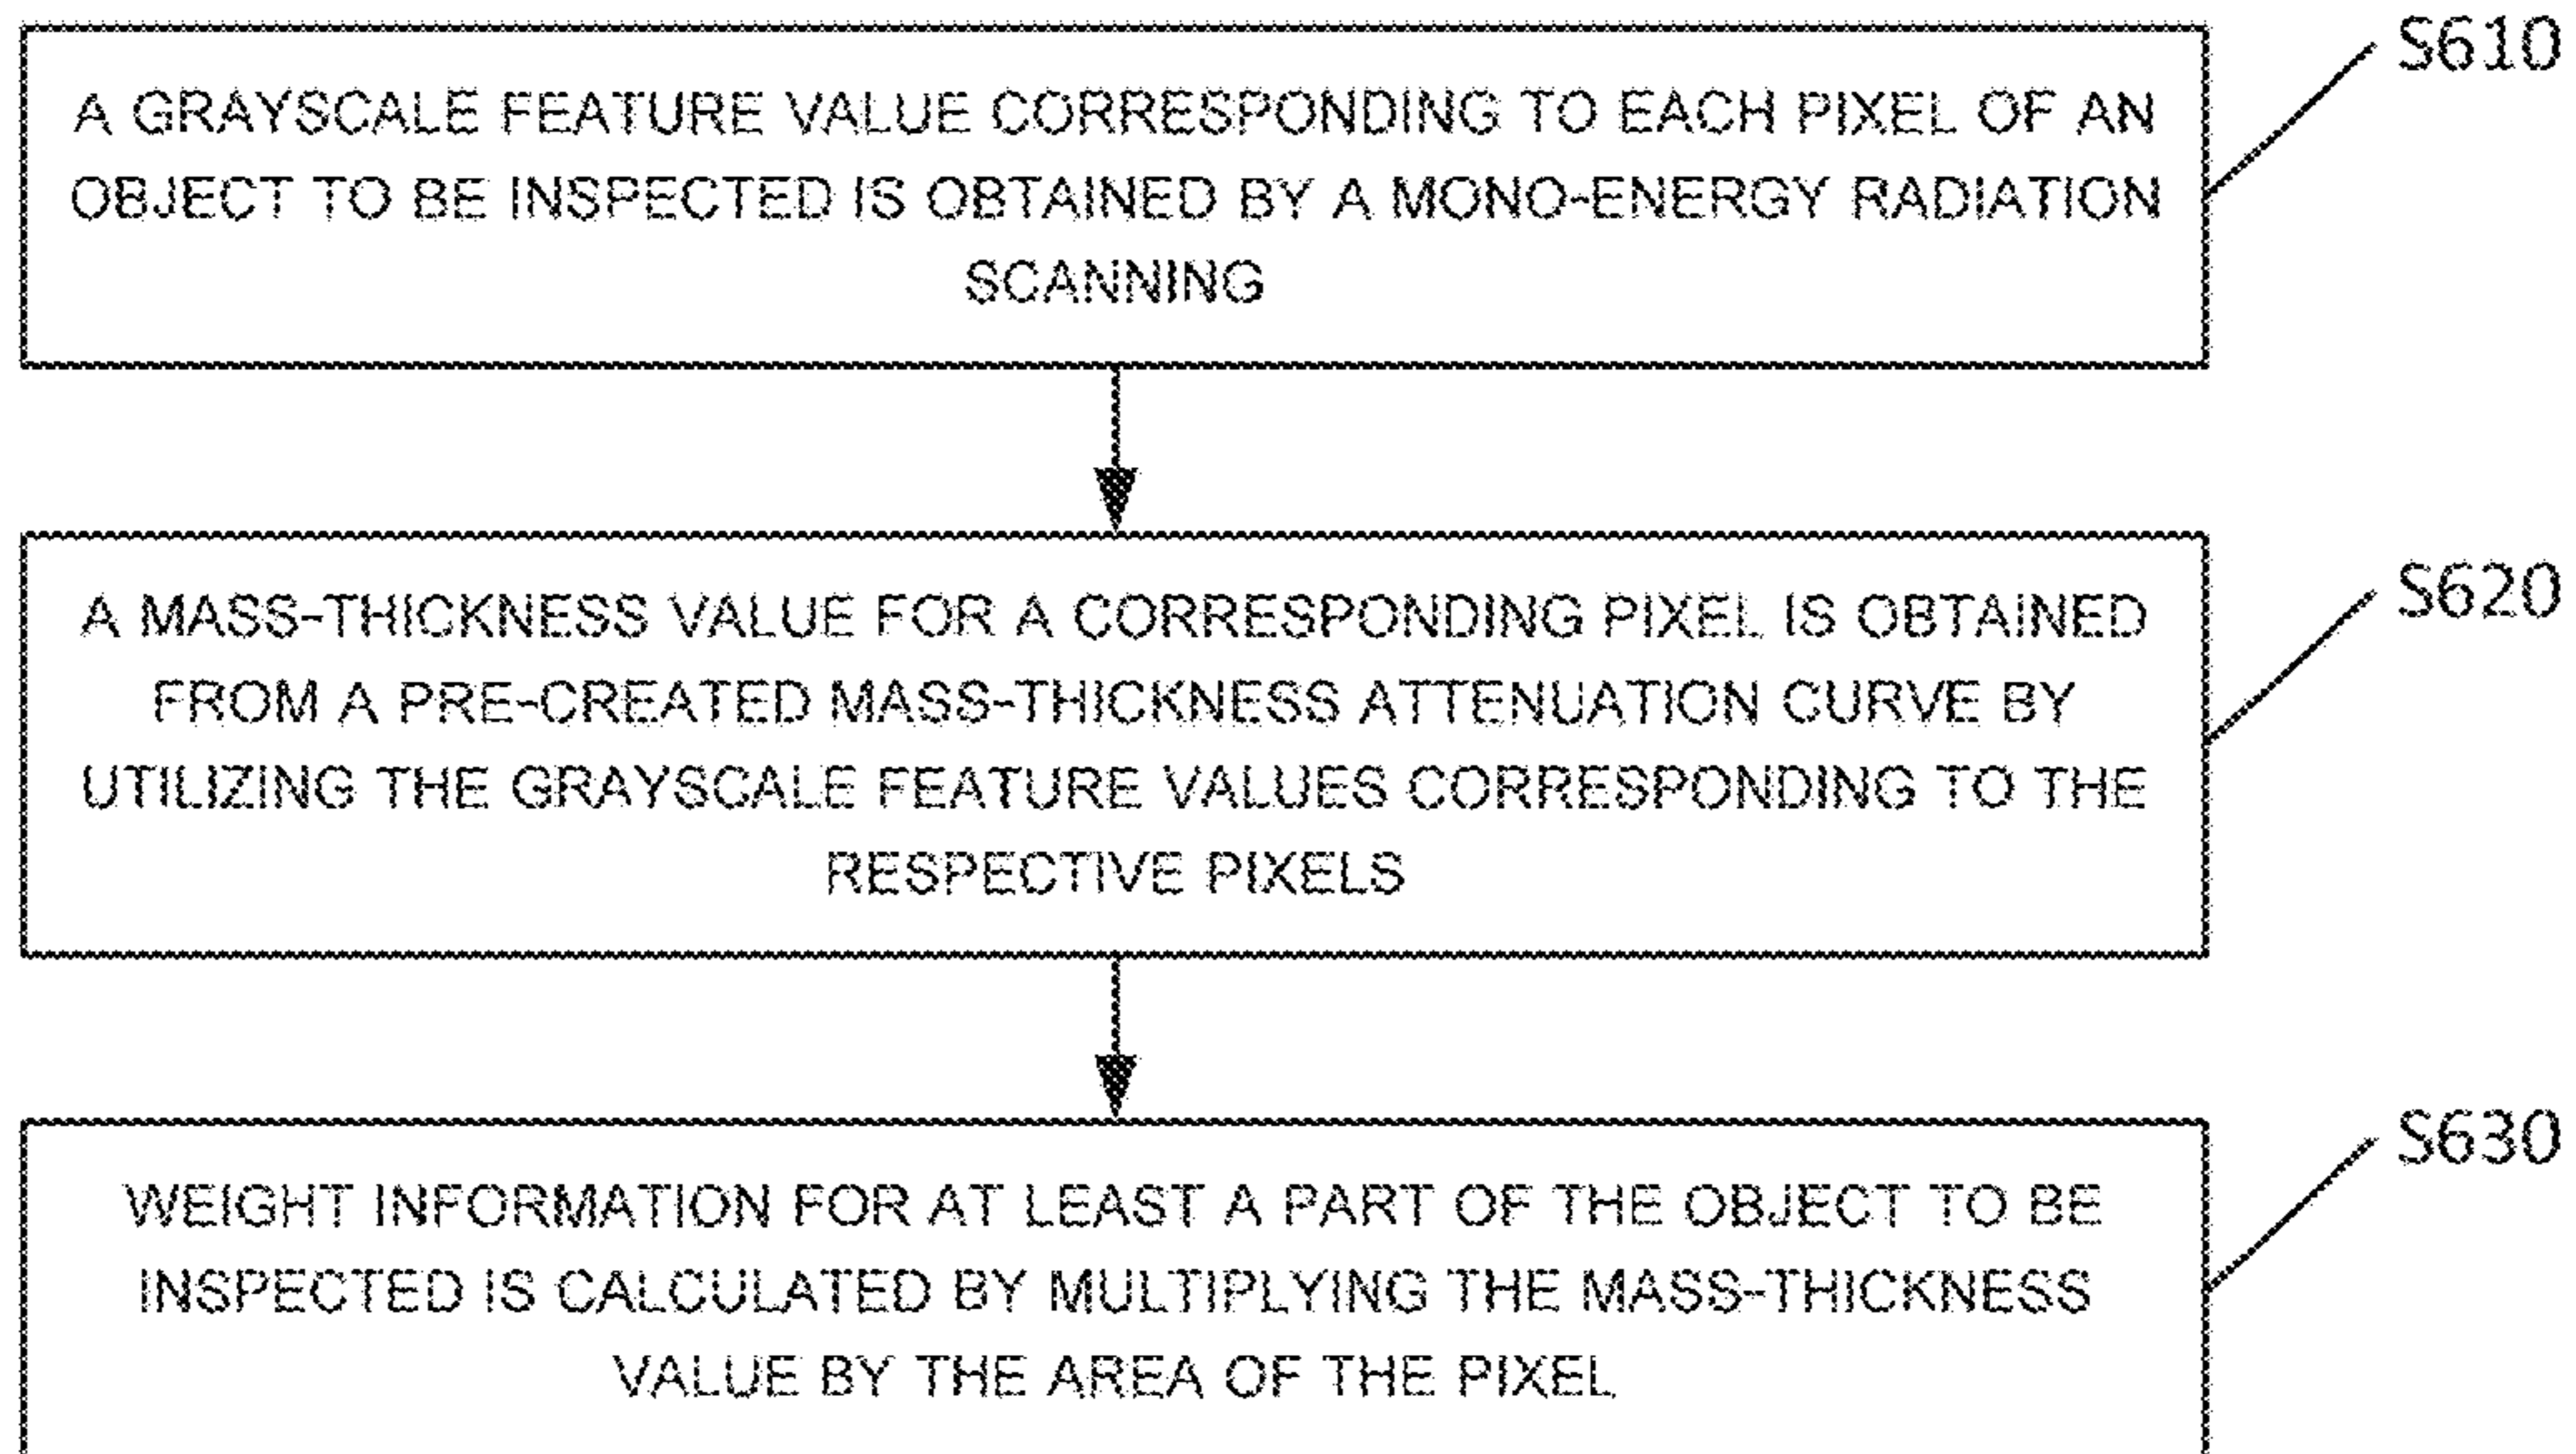 S610
A GRAYSCALE FEATURE VALUE CORRESPONDING TO EACH PIXEL OF AN
OBJECT TO BE INSPECTED IS OBTAINED BY A MONO-ENERGY RADIATION
SCANNING
S620
A MASS-THICKNESS VALUE FOR A CORRESPONDING PIXEL IS OBTAINED
FROM A PRE-CREATED MASS-THICKNESS ATTENUATION CURVE BY
UTILIZING THE GRAYSCALE FEATURE VALUES CORRESPONDING TO THE
RESPECTIVE PIXELS
S630
WEIGHT INFORMATION FOR AT LEAST A PART OF THE OBJECT TO BE
INSPECTED IS CALCULATED BY MULTIPLYING THE MASS-THICKNESS
VALUE BY THE AREA OF THE PIXEL